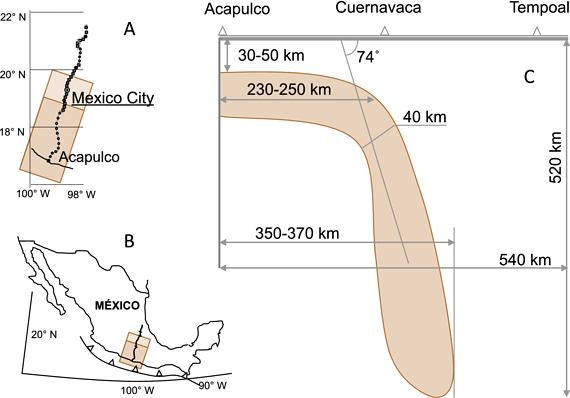 A
22° N
20° N
Mexico City
18° N
Acapulco
100° W 98° W
B
MÉXICO
20° N
100° W
90° W
Acapulco Cuernavaca Tempoal
30-50 km
74°
C
230-250 km
40 km
520 km
350-370 km
540 km